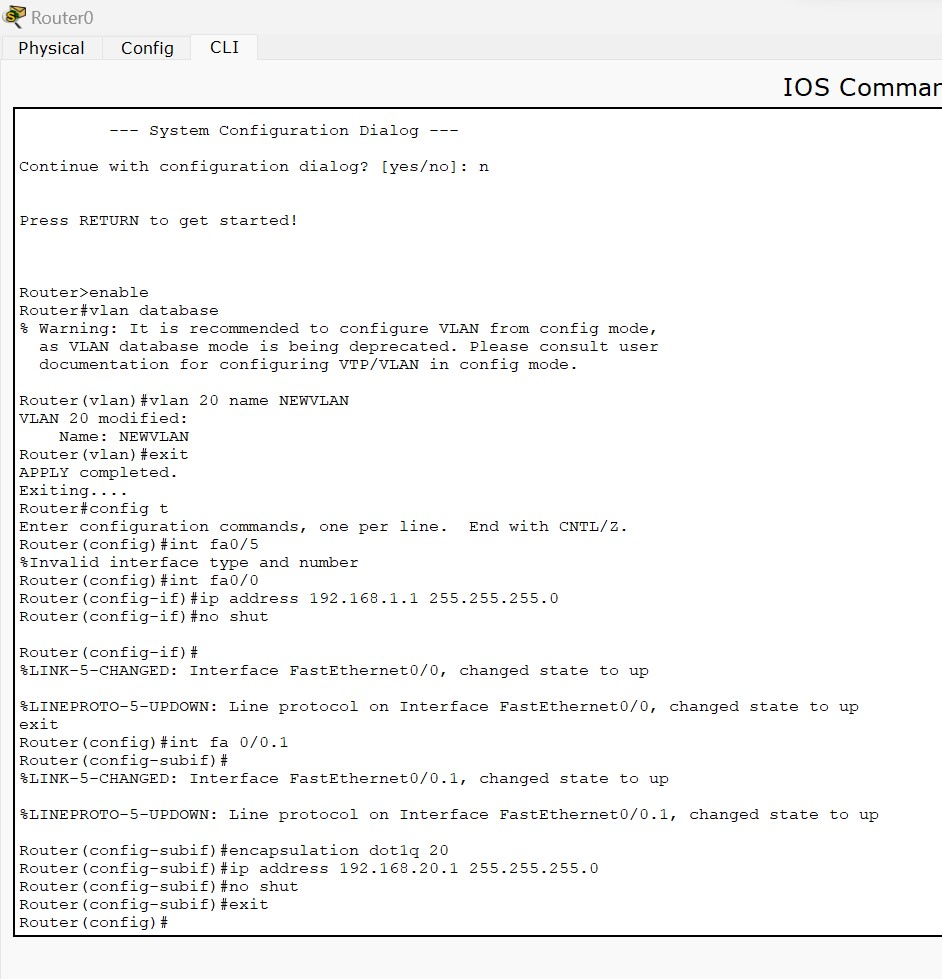 Router0
Physical Config CLI
IOS Comman
--- System Configuration Dialog ---
Continue with configuration dialog? [yes/no]: n
Press RETURN to get started!
Router>enable
Router#vlan database
% Warning: It is recommended to configure VLAN from config mode,
as VLAN database mode is being deprecated. Please consult user
documentation for configuring VTP/VLAN in config mode.
Router(vlan)#vlan 20 name NEWVLAN
VLAN 20 modified:
Name: NEWVLAN
Router(vlan)#exit
APPLY completed.
Exiting....
Router#config t
Enter configuration commands, one per line.  End with CNTL/Z.
Router(config)#int fa0/5
%Invalid interface type and number
Router(config)#int fa0/0
Router(config-if)#ip address 192.168.1.1 255.255.255.0
Router(config-if)#no shut
Router(config-if)#
%LINK-5-CHANGED: Interface FastEthernet0/0, changed state to up
%LINEPROTO-5-UPDOWN: Line protocol on Interface FastEthernet0/0, changed state to up
exit
Router(config)#int fa 0/0.1
Router(config-subif)#
%LINK-5-CHANGED: Interface FastEthernet0/0.1, changed state to up
%LINEPROTO-5-UPDOWN: Line protocol on Interface FastEthernet0/0.1, changed state to up
Router(config-subif)#encapsulation dot1q 20
Router(config-subif)#ip address 192.168.20.1 255.255.255.0
Router(config-subif)#no shut
Router(config-subif)#exit
Router(config)#